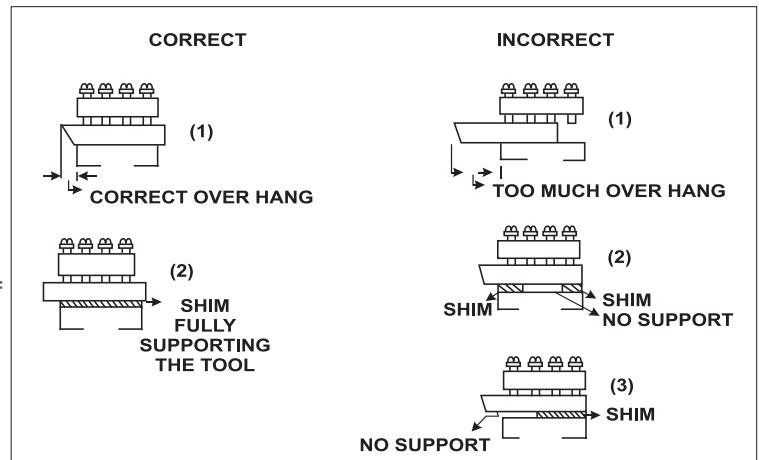 CORRECT
(1)
CORRECT OVER HANG
(2)
SHIM
FULLY
SUPPORTING
THE TOOL
INCORRECT
(1)
TOO MUCH OVER HANG
(2)
SHIM
SHIM
NO SUPPORT
(3)
SHIM
NO SUPPORT